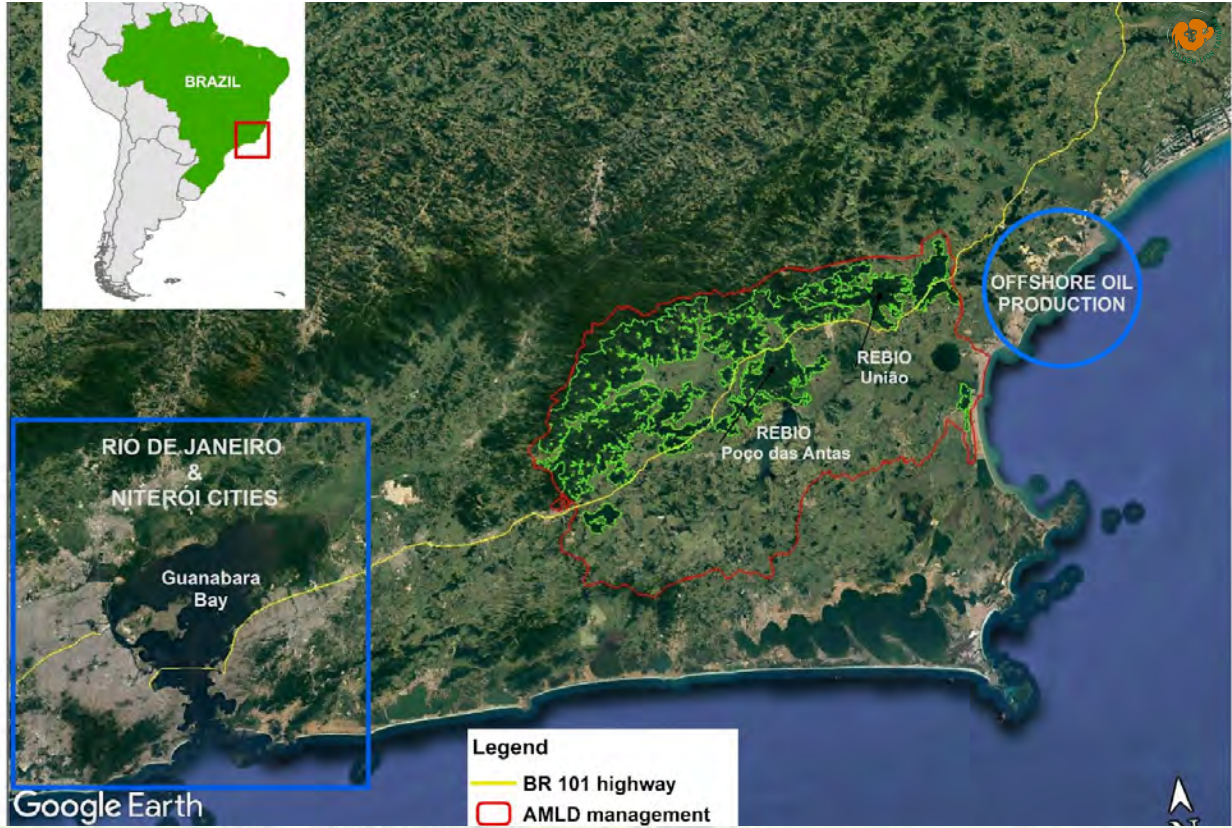 BRAZIL
OFFSHORE OIL
PRODUCTION
REBIO
União
REBIO
Poço das Antas
RIO DE JANEIRO
&
NITERÓI CITIES
Guanabara
Bay
Legend
BR 101 highway
AMLD management
Google Earth
N